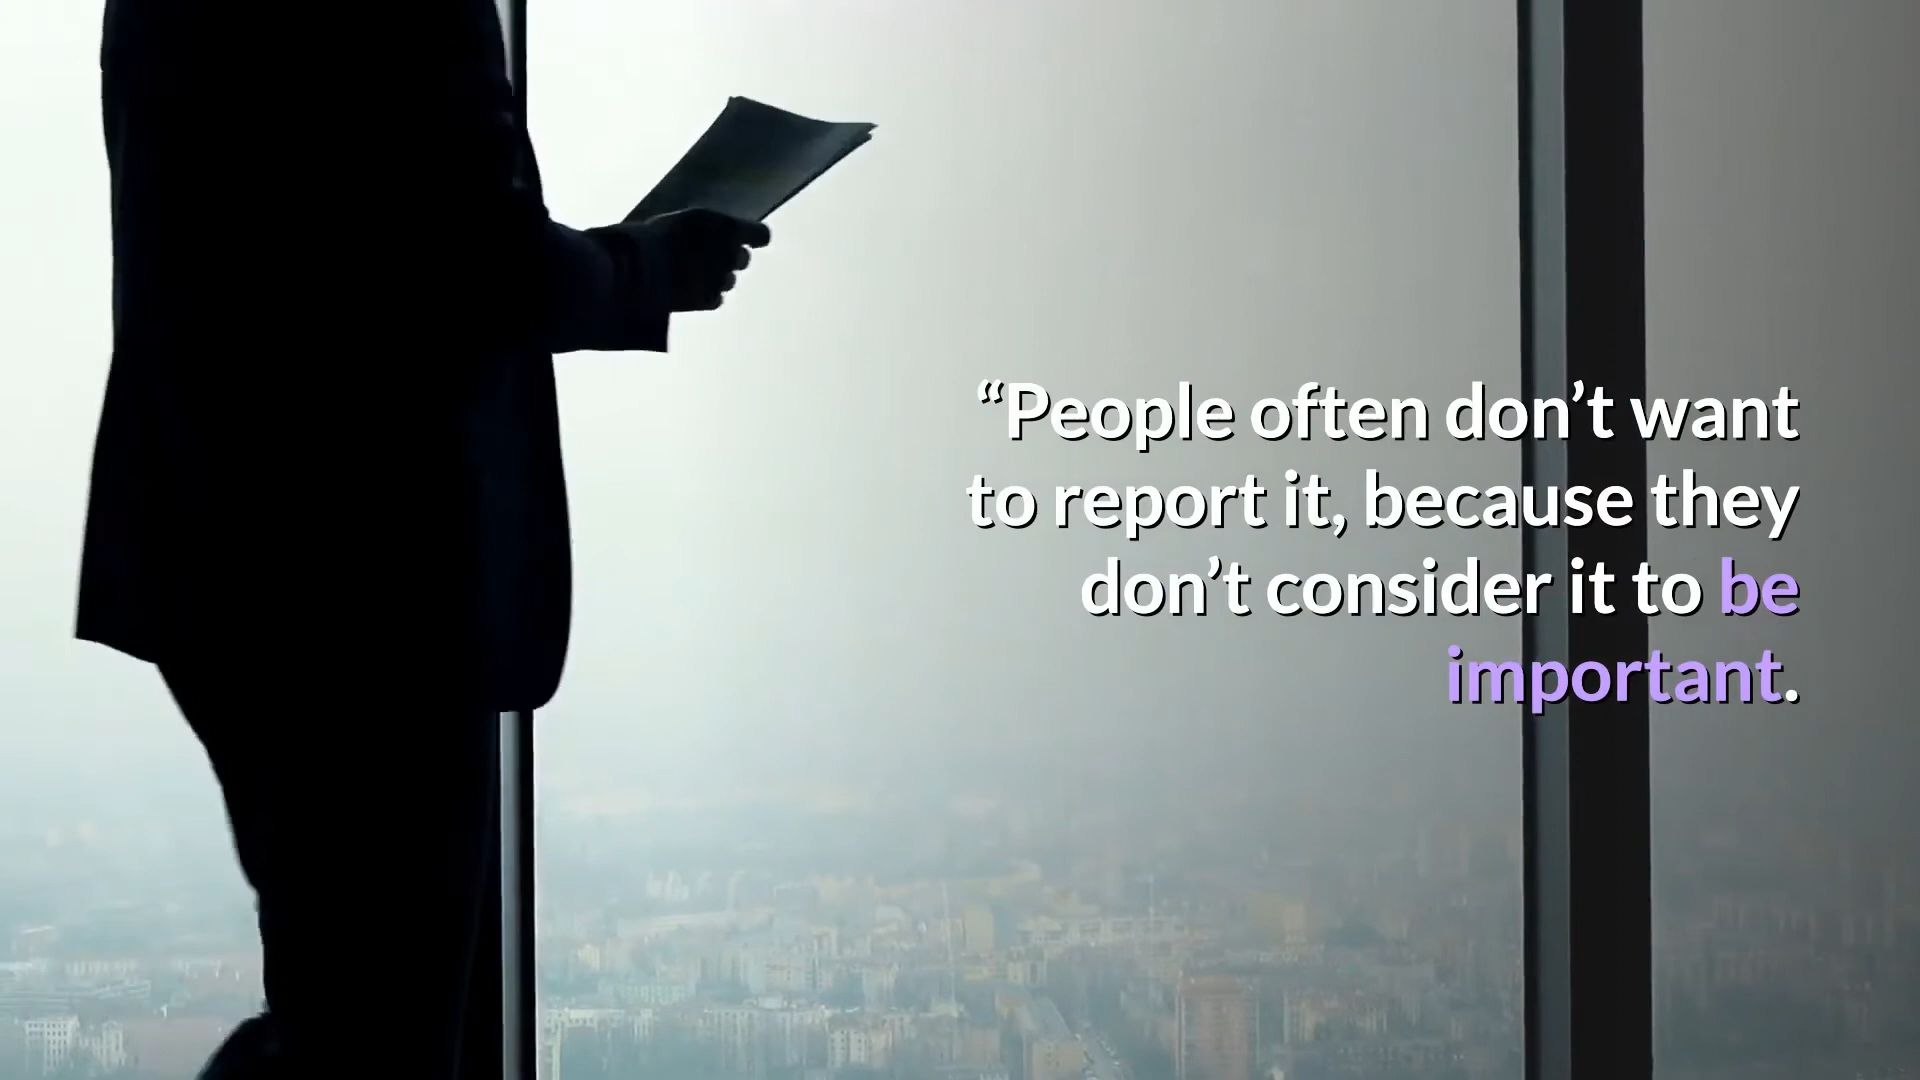 “People often don’t want
to report it, because they
don’t consider it to be
important.